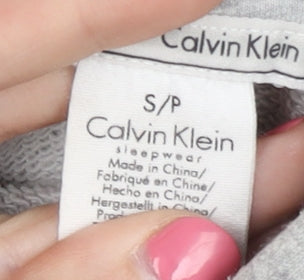 Calvin Klein
S/P
Calvin Klein
sleepwear
Made in China/
Fabriqué en Chine/
Hecho en China/
Hergestellt in China/